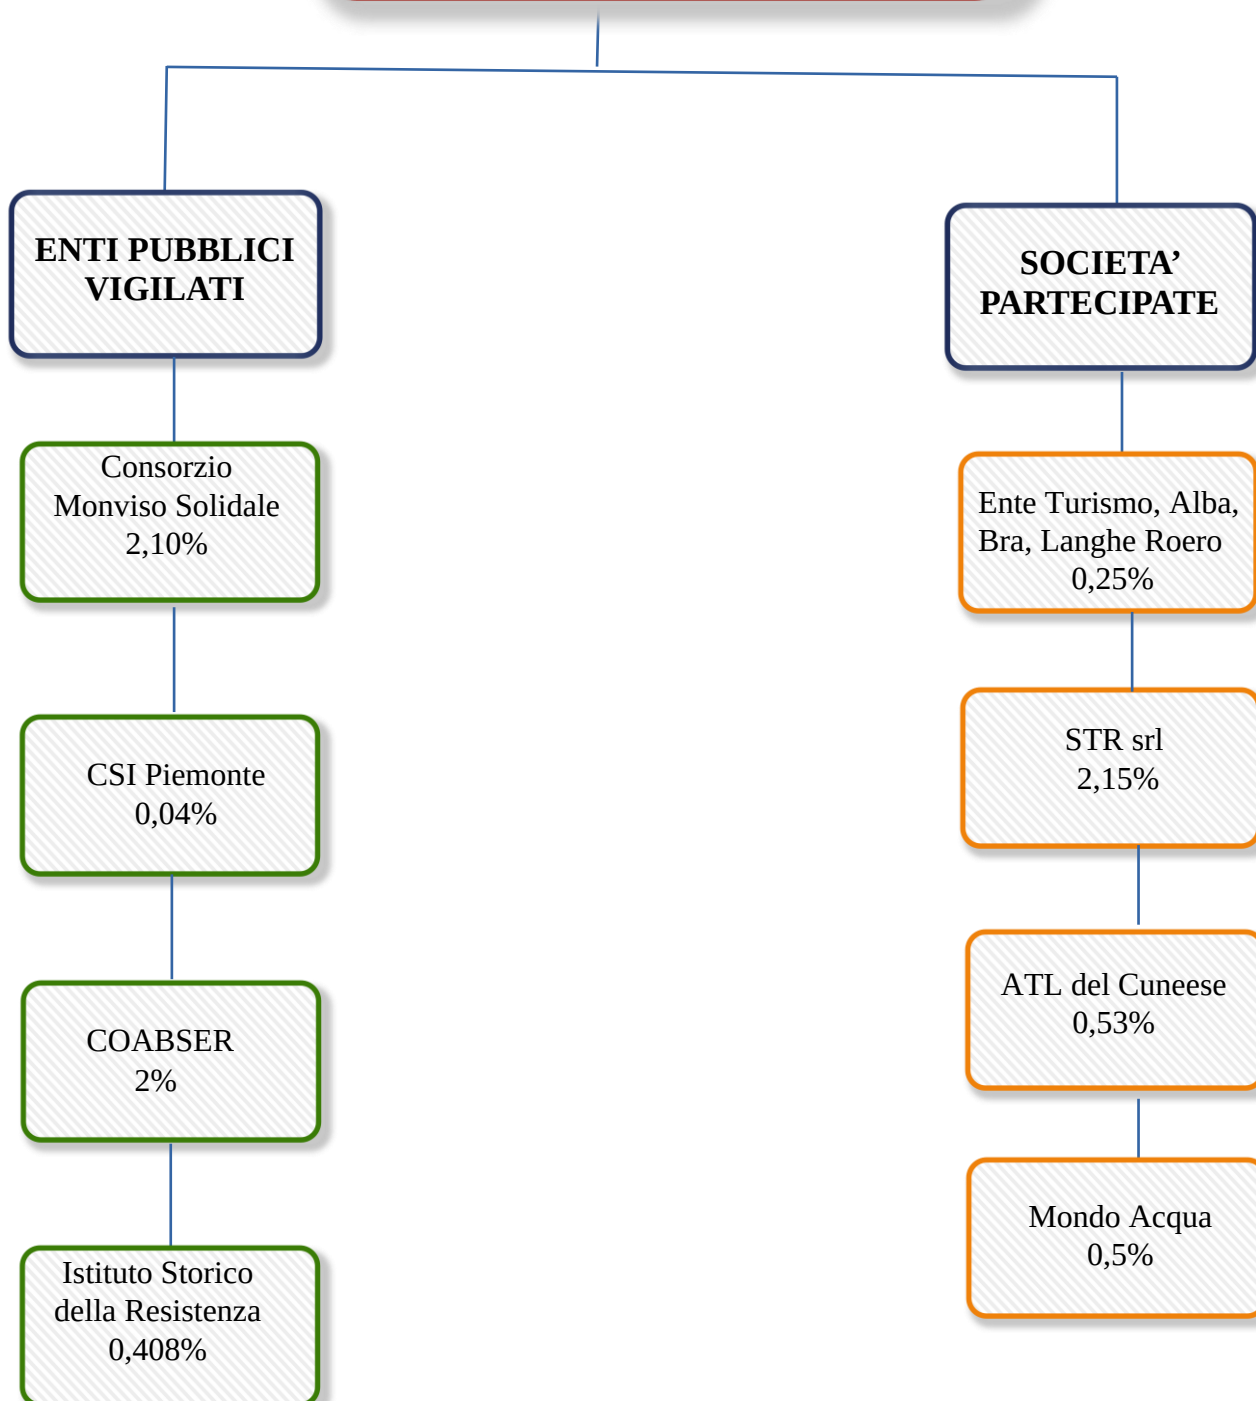 ENTI PUBBLICI
VIGILATI
Consorzio
Monviso Solidale
2,10%
CSI Piemonte
0,04%
COABSER
2%
Istituto Storico
della Resistenza
0,408%
SOCIETA’
PARTECIPATE
Ente Turismo, Alba,
Bra, Langhe Roero
0,25%
STR srl
2,15%
ATL del Cuneese
0,53%
Mondo Acqua
0,5%